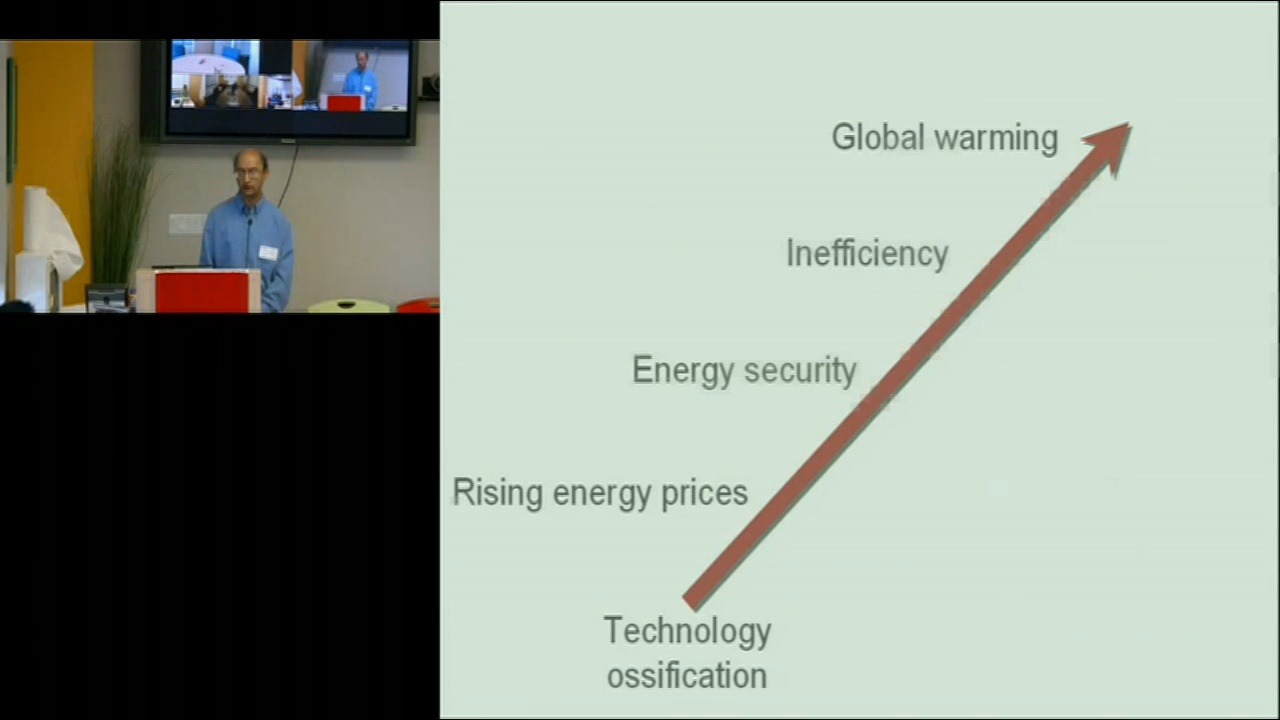 Global warming
Inefficiency
Energy security
Rising energy prices
Technology
ossification